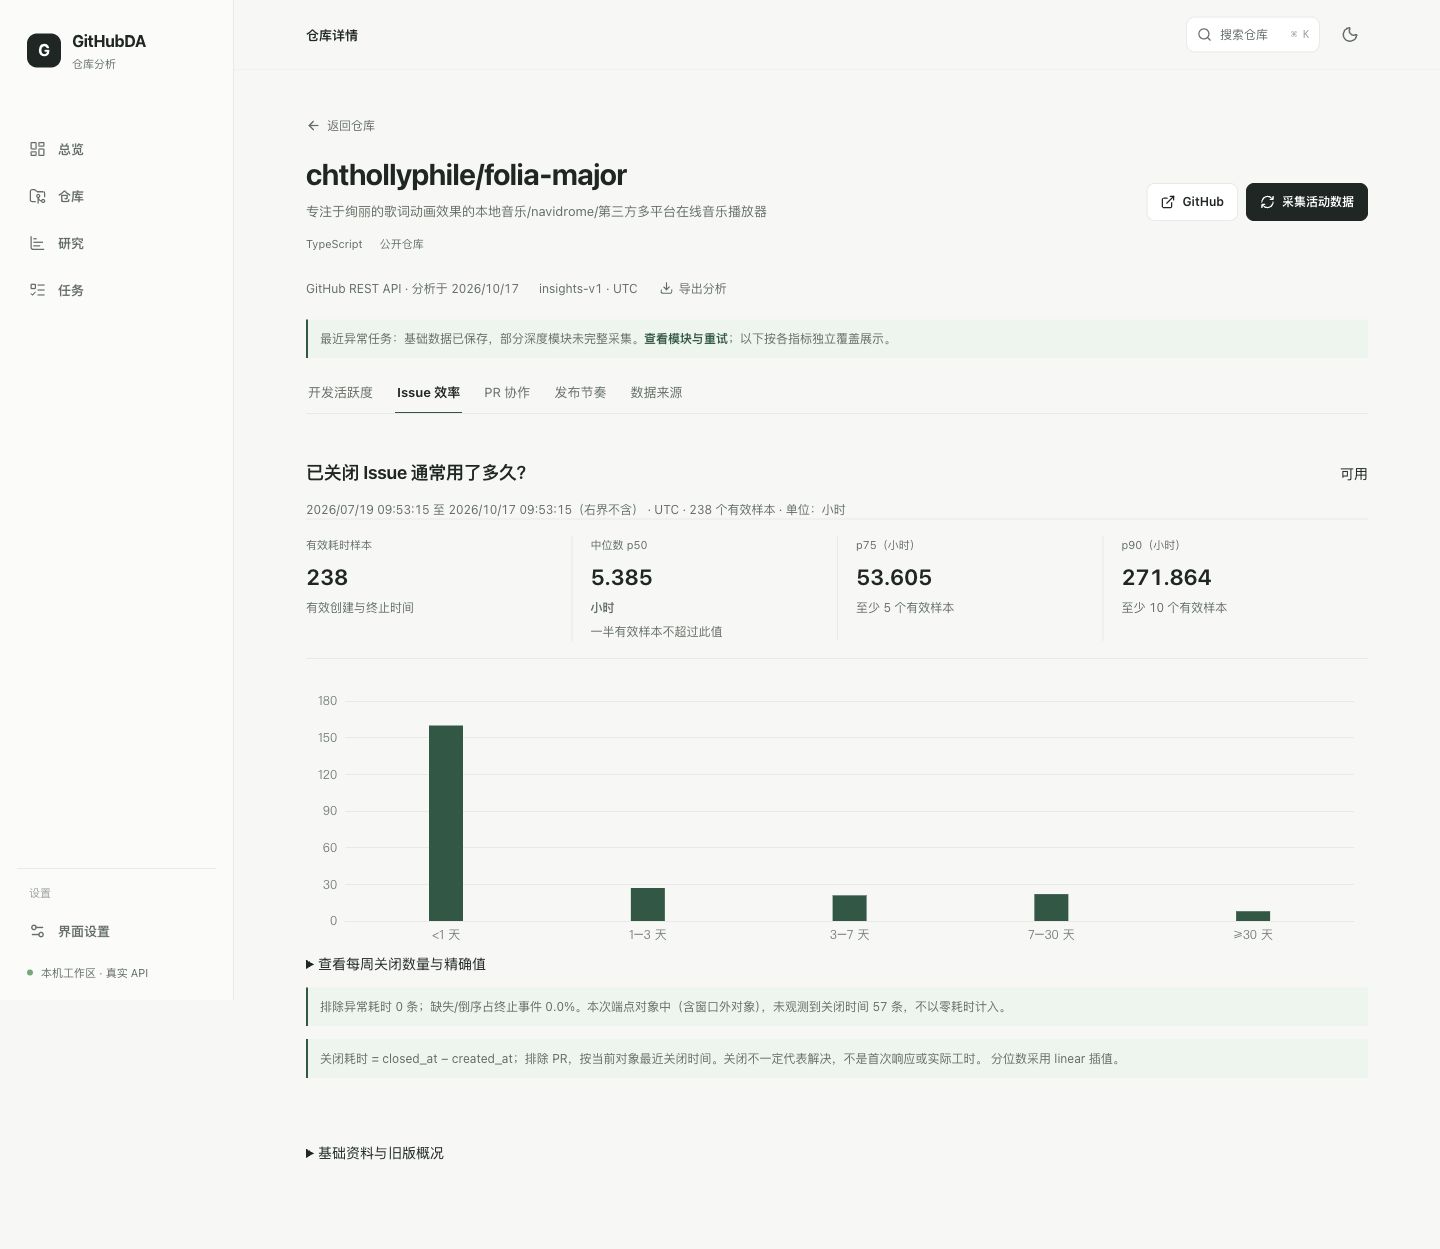 G
GitHubDA
仓库分析
总览
仓库
研究
任务
设置
界面设置
本机工作区 · 真实 API
仓库详情
搜索仓库 ⌘ K
返回仓库
chthollyphile/folia-major
专注于绚丽的歌词动画效果的本地音乐/navidrome/第三方多平台在线音乐播放器
TypeScript 公开仓库
GitHub
采集活动数据
GitHub REST API · 分析于 2026/10/17 insights-v1 · UTC 导出分析
最近异常任务：基础数据已保存，部分深度模块未完整采集。查看模块与重试；以下按各指标独立覆盖展示。
开发活跃度 Issue 效率 PR 协作 发布节奏 数据来源
已关闭 Issue 通常用了多久？
可用
2026/07/19 09:53:15 至 2026/10/17 09:53:15（右界不含） · UTC · 238 个有效样本 · 单位：小时
有效耗时样本
238
有效创建与终止时间
中位数 p50
5.385
小时
一半有效样本不超过此值
p75（小时）
53.605
至少 5 个有效样本
p90（小时）
271.864
至少 10 个有效样本
180
150
120
90
60
30
0
<1 天 1—3 天 3—7 天 7—30 天 ≥30 天
▶ 查看每周关闭数量与精确值
排除异常耗时 0 条；缺失/倒序占终止事件 0.0%。本次端点对象中（含窗口外对象），未观测到关闭时间 57 条，不以零耗时计入。
关闭耗时 = closed_at − created_at；排除 PR，按当前对象最近关闭时间。关闭不一定代表解决，不是首次响应或实际工时。 分位数采用 linear 插值。
▶ 基础资料与旧版概况